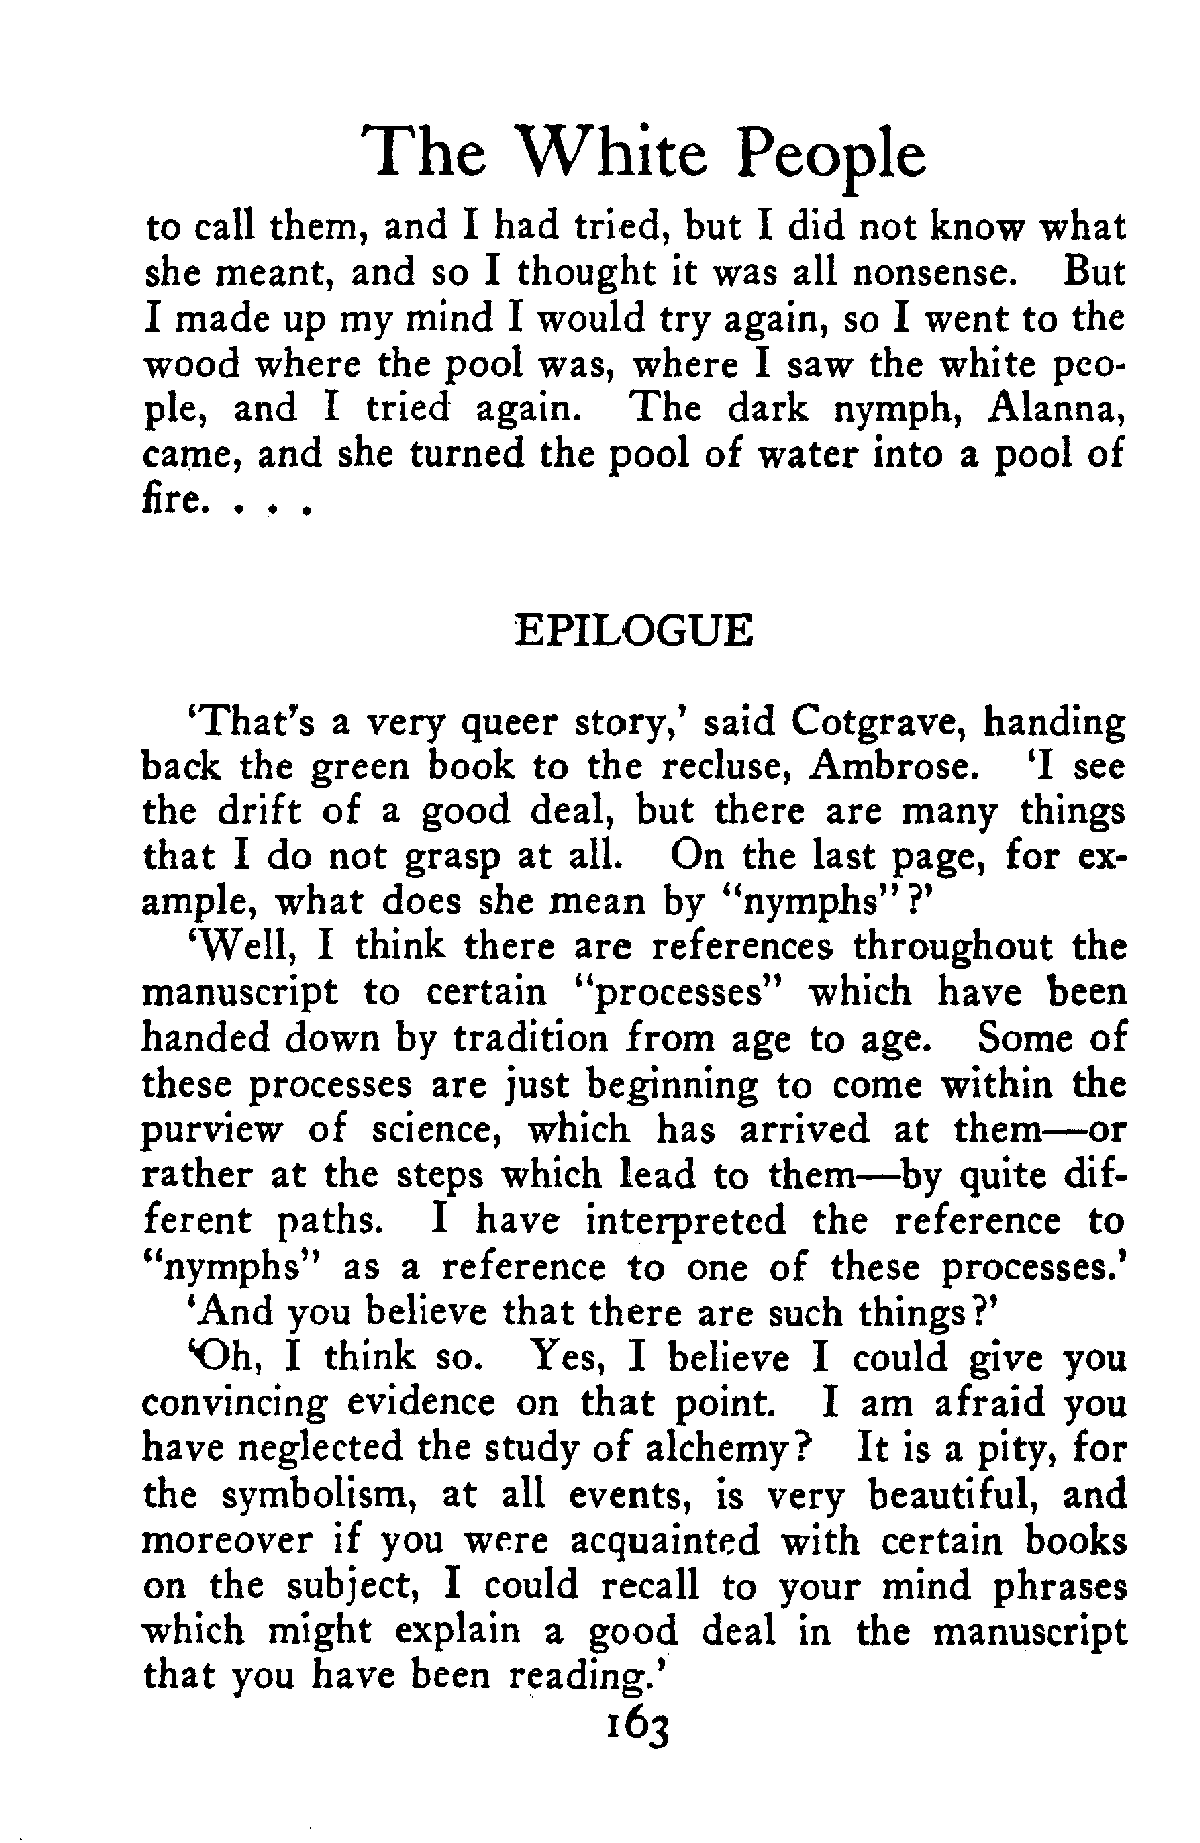 The White People
to call them, and I had tried, but I did not know what
she meant, and so I thought it was all nonsense. But
I made up my mind I would try again, so I went to the
wood where the pool was, where I saw the white peo-
ple, and I tried again. The dark nymph, Alanna,
came, and she turned the pool of water into a pool of
fire. . . .
EPILOGUE
‘That’s a very queer story,’ said Cotgrave, handing
back the green book to the recluse, Ambrose. ‘I see
the drift of a good deal, but there are many things
that I do not grasp at all. On the last page, for ex-
ample, what does she mean by “nymphs”?’
‘Well, I think there are references throughout the
manuscript to certain “processes” which have been
handed down by tradition from age to age. Some of
these processes are just beginning to come within the
purview of science, which has arrived at them—or
rather at the steps which lead to them—by quite dif-
ferent paths. I have interpreted the reference to
“nymphs” as a reference to one of these processes.’
‘And you believe that there are such things?’
‘Oh, I think so. Yes, I believe I could give you
convincing evidence on that point. I am afraid you
have neglected the study of alchemy? It is a pity, for
the symbolism, at all events, is very beautiful, and
moreover if you were acquainted with certain books
on the subject, I could recall to your mind phrases
which might explain a good deal in the manuscript
that you have been reading.’
163